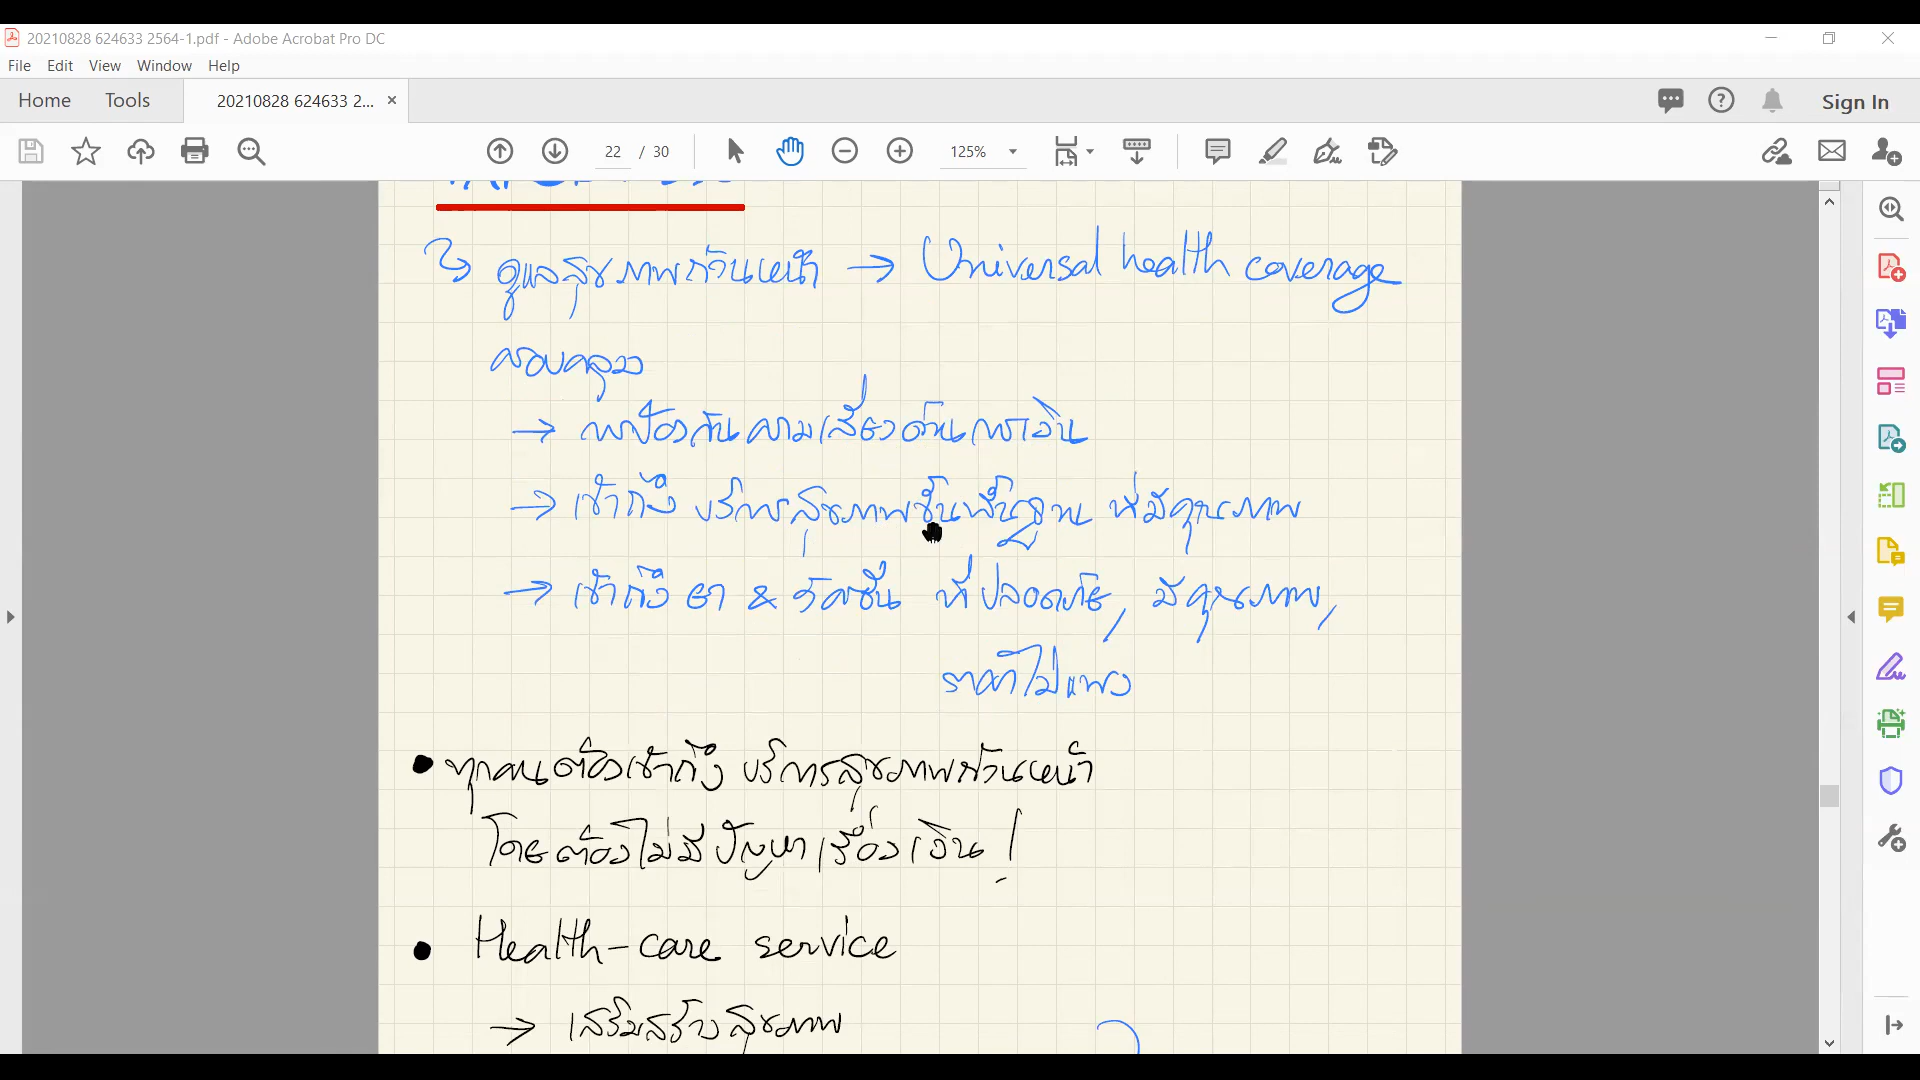 20210828 624633 2564-1.pdf - Adobe Acrobat Pro DC
File Edit View Window Help
Home Tools 20210828 624633 2... × Sign In
22 / 30 125%
ดูแลสุขภาพถ้วนหน้า → Universal health coverage
ครอบคลุม
→ การป้องกันความเสี่ยงด้านการเงิน
→ เข้าถึง บริการสุขภาพขั้นพื้นฐาน ที่มีคุณภาพ
→ เข้าถึง ยา & วัคซีน ที่ปลอดภัย, มีคุณภาพ,
ราคาไม่แพง
• ทุกคนต้องเข้าถึง บริการสุขภาพถ้วนหน้า
โดยต้องไม่มี ปัญหา เรื่อง เงิน !
• Health-care service
→ เสริมสร้างสุขภาพ